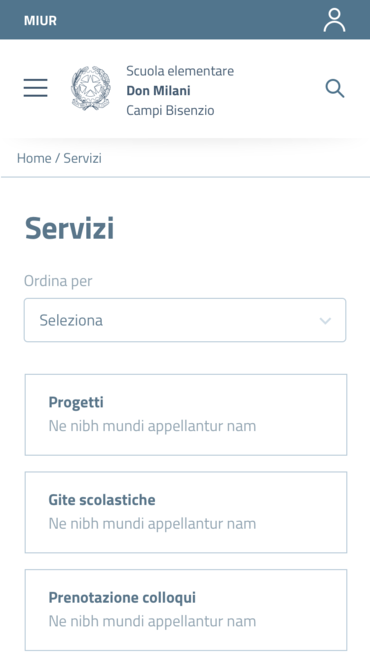 MIUR
Scuola elementare
Don Milani
Campi Bisenzio
Home / Servizi
Servizi
Ordina per
Seleziona
Progetti
Ne nibh mundi appellantur nam
Gite scolastiche
Ne nibh mundi appellantur nam
Prenotazione colloqui
Ne nibh mundi appellantur nam